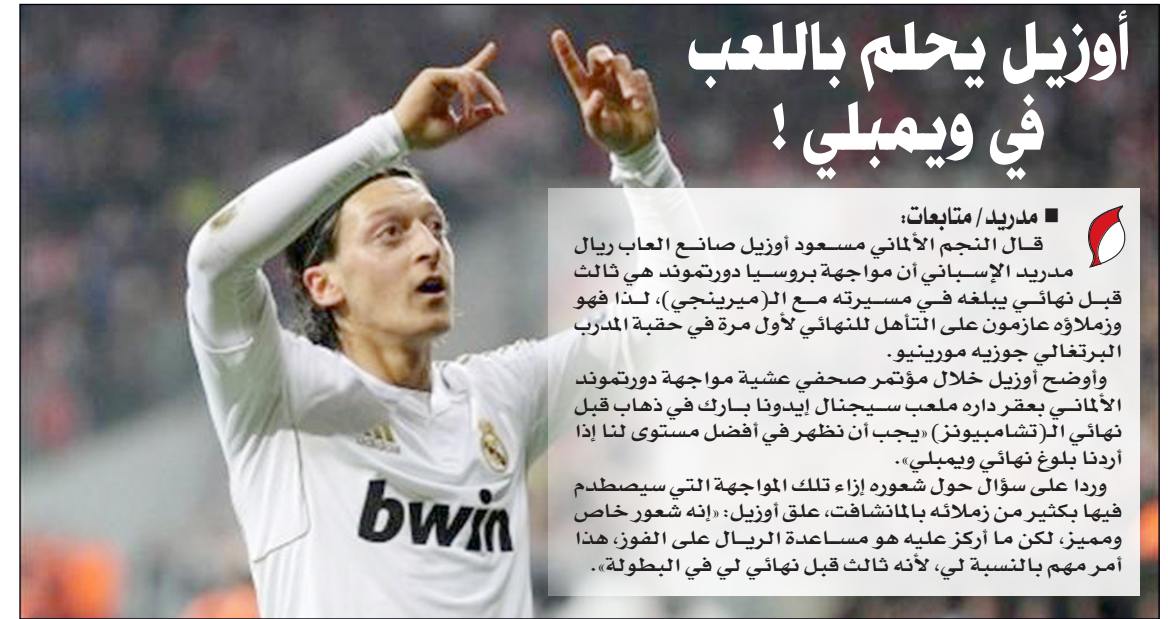 أوزيل يحلم باللعب
في ويمبلي !
■ مدريد/ متابعات:
قال النجم الألماني مسعود أوزيل صانع العاب ريال
مدريد الإسباني أن مواجهة بروسيا دورتموند هي ثالث
قبل نهائي يبلغه في مسيرته مع الـ(ميرينجي)، لذا فهو
وزملاؤه عازمون على التأهل للنهائي لأول مرة في حقبة المدرب
البرتغالي جوزيه مورينيو.
وأوضح أوزيل خلال مؤتمر صحفي عشية مواجهة دورتموند
الألماني بعقر داره ملعب سيجنال إيدونا بارك في ذهاب قبل
نهائي الـ(تشامبيونز) «يجب أن نظهر في أفضل مستوى لنا إذا
أردنا بلوغ نهائي ويمبلي».
وردا على سؤال حول شعوره إزاء تلك المواجهة التي سيصطدم
فيها بكثير من زملائه بالمانشافت، علق أوزيل: «إنه شعور خاص
ومميز، لكن ما أركز عليه هو مساعدة الريال على الفوز، هذا
أمر مهم بالنسبة لي، لأنه ثالث قبل نهائي لي في البطولة».
bwin